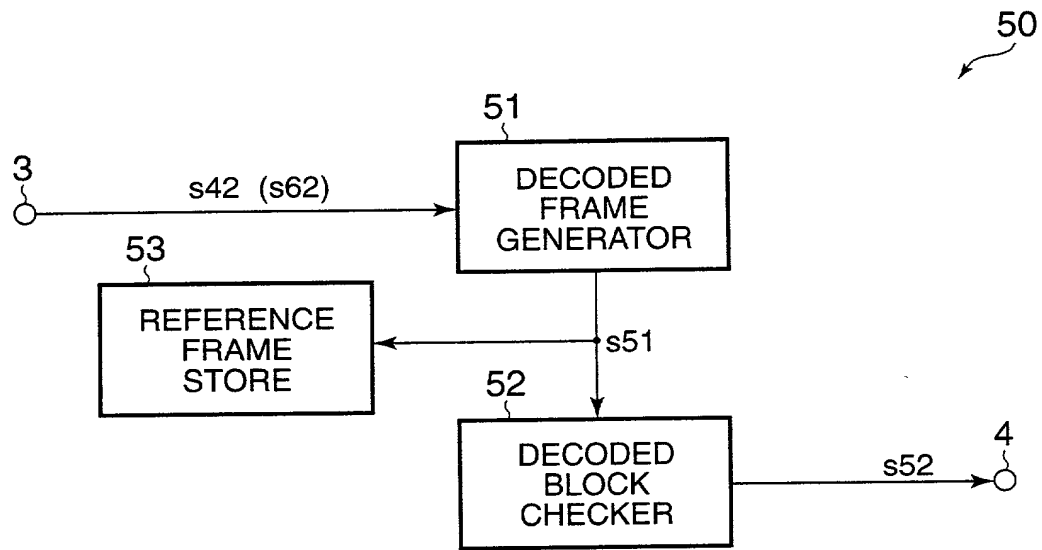 50
51
3
s42 (s62)
DECODED
FRAME
GENERATOR
53
REFERENCE
FRAME
STORE
s51
52
DECODED
BLOCK
CHECKER
s52
4